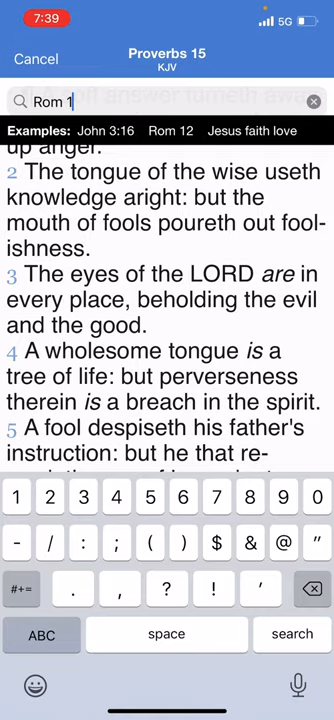 7:39 5G
Cancel Proverbs 15
KJV
Rom 1
Examples: John 3:16 Rom 12 Jesus faith love
up anger.
2 The tongue of the wise useth
knowledge aright: but the
mouth of fools poureth out fool-
ishness.
3 The eyes of the LORD are in
every place, beholding the evil
and the good.
4 A wholesome tongue is a
tree of life: but perverseness
therein is a breach in the spirit.
5 A fool despiseth his father's
instruction: but he that re-
1 2 3 4 5 6 7 8 9 0
- / : ; ( ) $ & @ "
#+= . , ? ! '
ABC space search